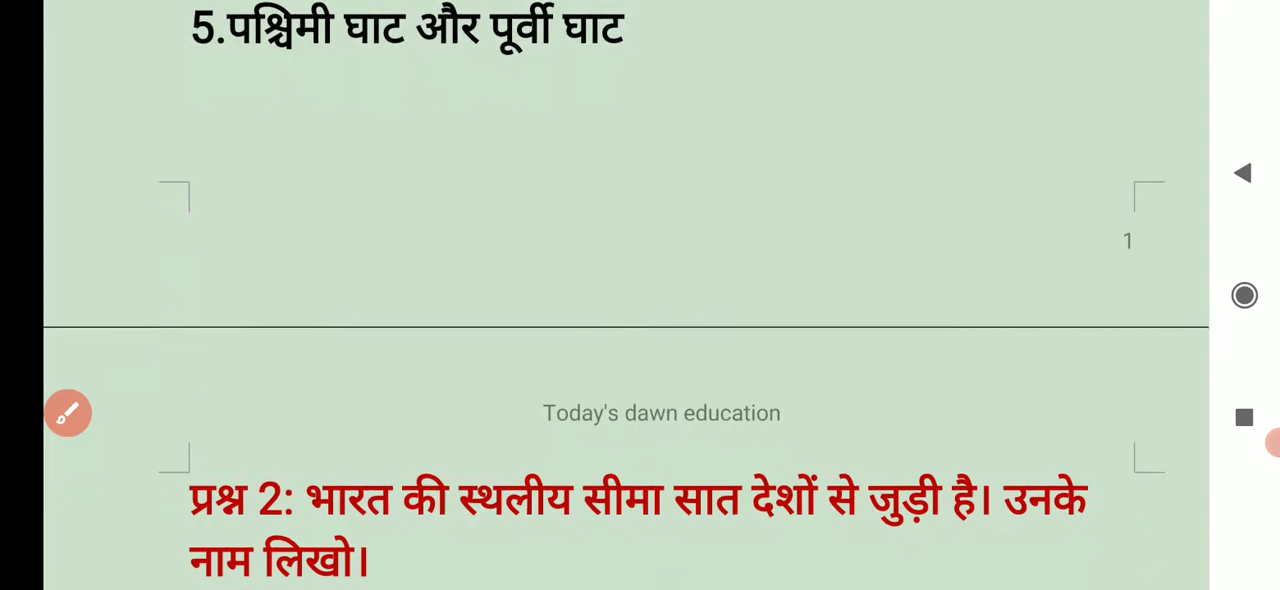 5.पश्चिमी घाट और पूर्वी घाट
1
Today's dawn education
प्रश्न 2: भारत की स्थलीय सीमा सात देशों से जुड़ी है। उनके
नाम लिखो।